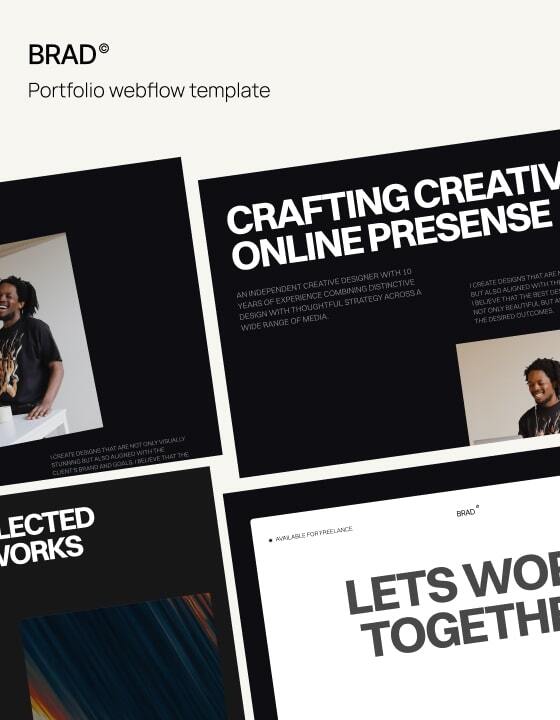 BRAD©
Portfolio webflow template
CRAFTING CREATIV
ONLINE PRESENSE
AN INDEPENDENT CREATIVE DESIGNER WITH 10
YEARS OF EXPERIENCE COMBINING DISTINCTIVE
DESIGN WITH THOUGHTFUL STRATEGY ACROSS A
WIDE RANGE OF MEDIA.
I CREATE DESIGNS THAT ARE N
BUT ALSO ALIGNED WITH TH
I BELIEVE THAT THE BEST DES
NOT ONLY BEAUTIFUL BUT A
THE DESIRED OUTCOMES.
I CREATE DESIGNS THAT ARE NOT ONLY VISUALLY
STUNNING BUT ALSO ALIGNED WITH THE
CLIENT'S BRAND AND GOALS. I BELIEVE THAT THE
LECTED
WORKS
BRAD©
AVAILABLE FOR FREELANCE
LETS WOR
TOGETHE